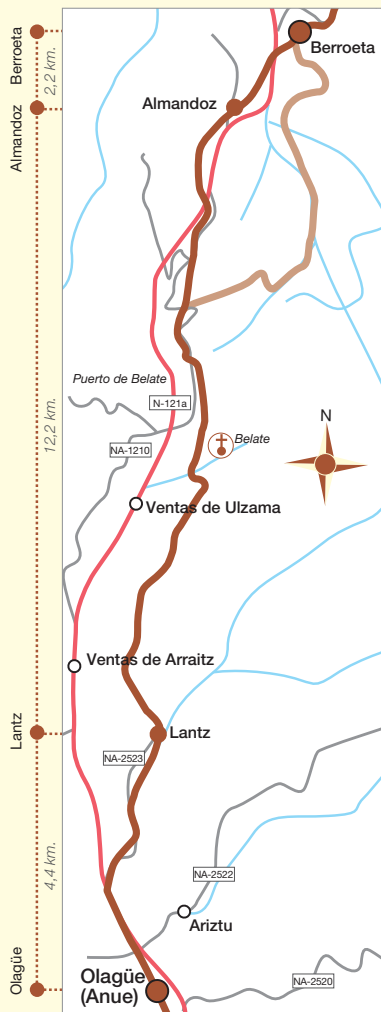 Berroeta
2,2 km.
Almandoz
12,2 km.
Lantz
4,4 km.
Olagüe
Berroeta
Almandoz
Puerto de Belate
N-121a
NA-1210
Belate
N
Ventas de Ulzama
Ventas de Arraitz
Lantz
NA-2523
NA-2522
Ariztu
Olagüe
(Anue)
NA-2520